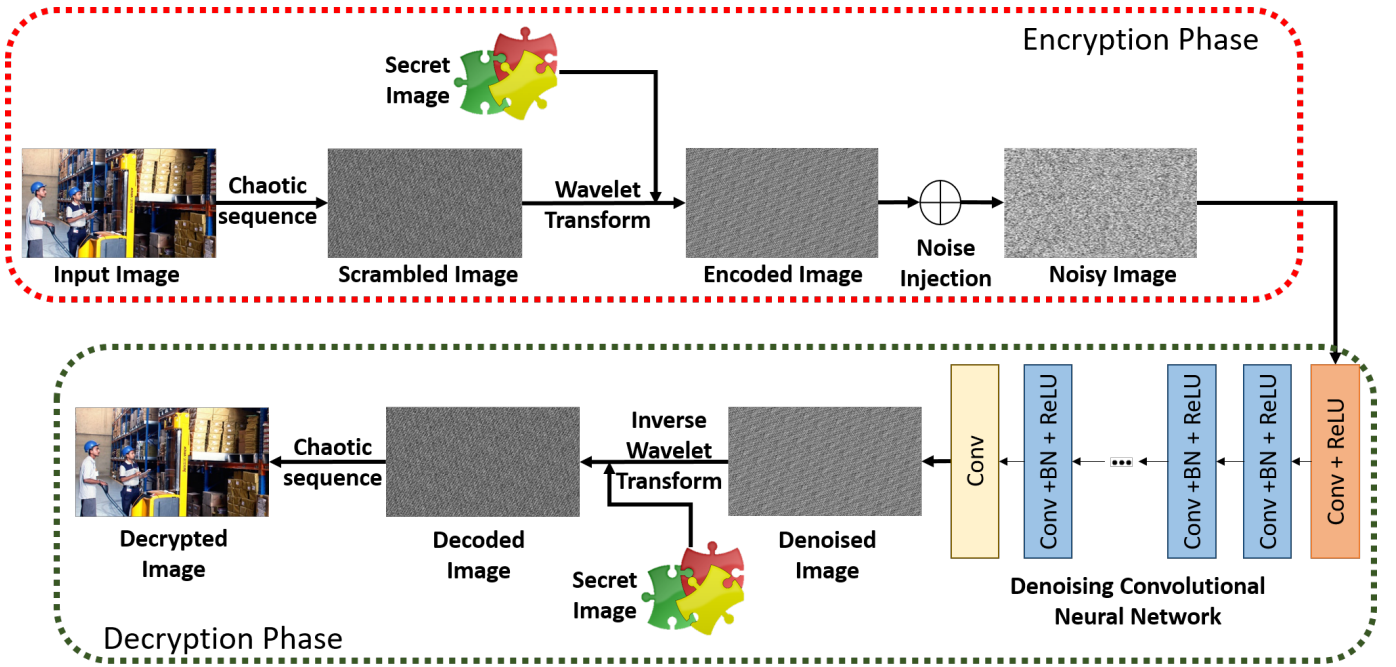 Encryption Phase
Secret
Image
Chaotic
sequence
Wavelet
Transform
Noise
Injection
Input Image
Scrambled Image
Encoded Image
Noisy Image
Conv + ReLU
Conv +BN + ReLU
Conv +BN + ReLU
Conv +BN + ReLU
Conv
Denoising Convolutional
Neural Network
Inverse
Wavelet
Transform
Chaotic
sequence
Denoised
Image
Decoded
Image
Decrypted
Image
Secret
Image
Decryption Phase